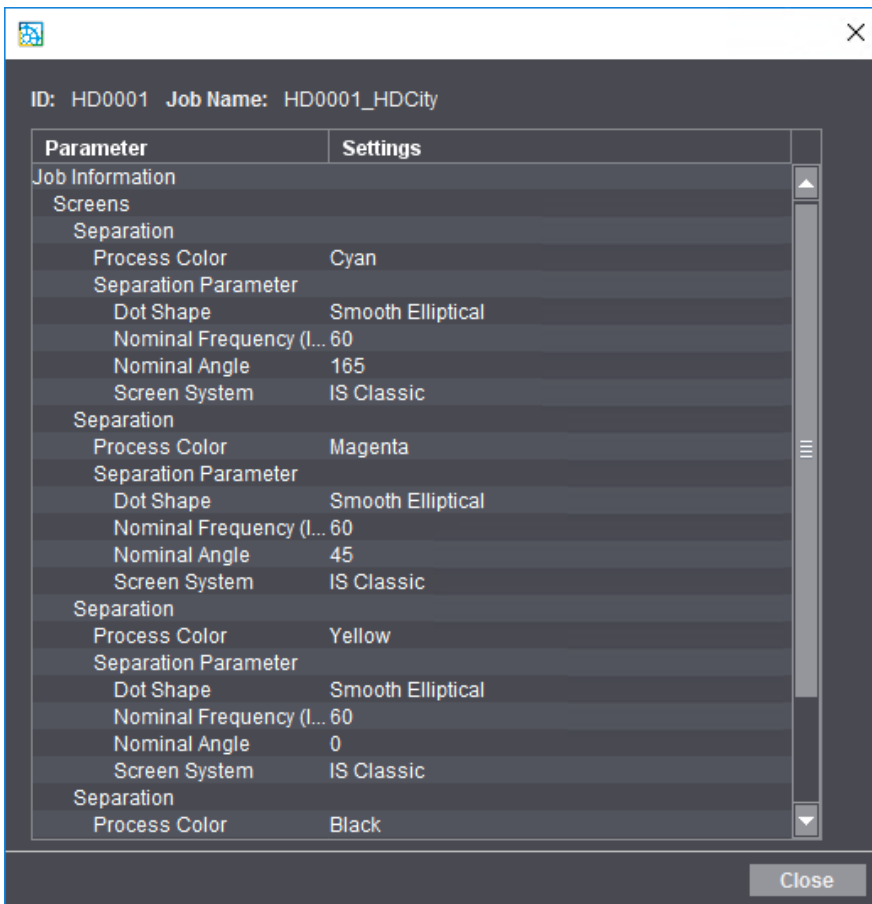 ID: HD0001 Job Name: HD0001_HDCity
Parameter Settings
Job Information
Screens
Separation
Process Color Cyan
Separation Parameter
Dot Shape Smooth Elliptical
Nominal Frequency (l... 60
Nominal Angle 165
Screen System IS Classic
Separation
Process Color Magenta
Separation Parameter
Dot Shape Smooth Elliptical
Nominal Frequency (l... 60
Nominal Angle 45
Screen System IS Classic
Separation
Process Color Yellow
Separation Parameter
Dot Shape Smooth Elliptical
Nominal Frequency (l... 60
Nominal Angle 0
Screen System IS Classic
Separation
Process Color Black
Close